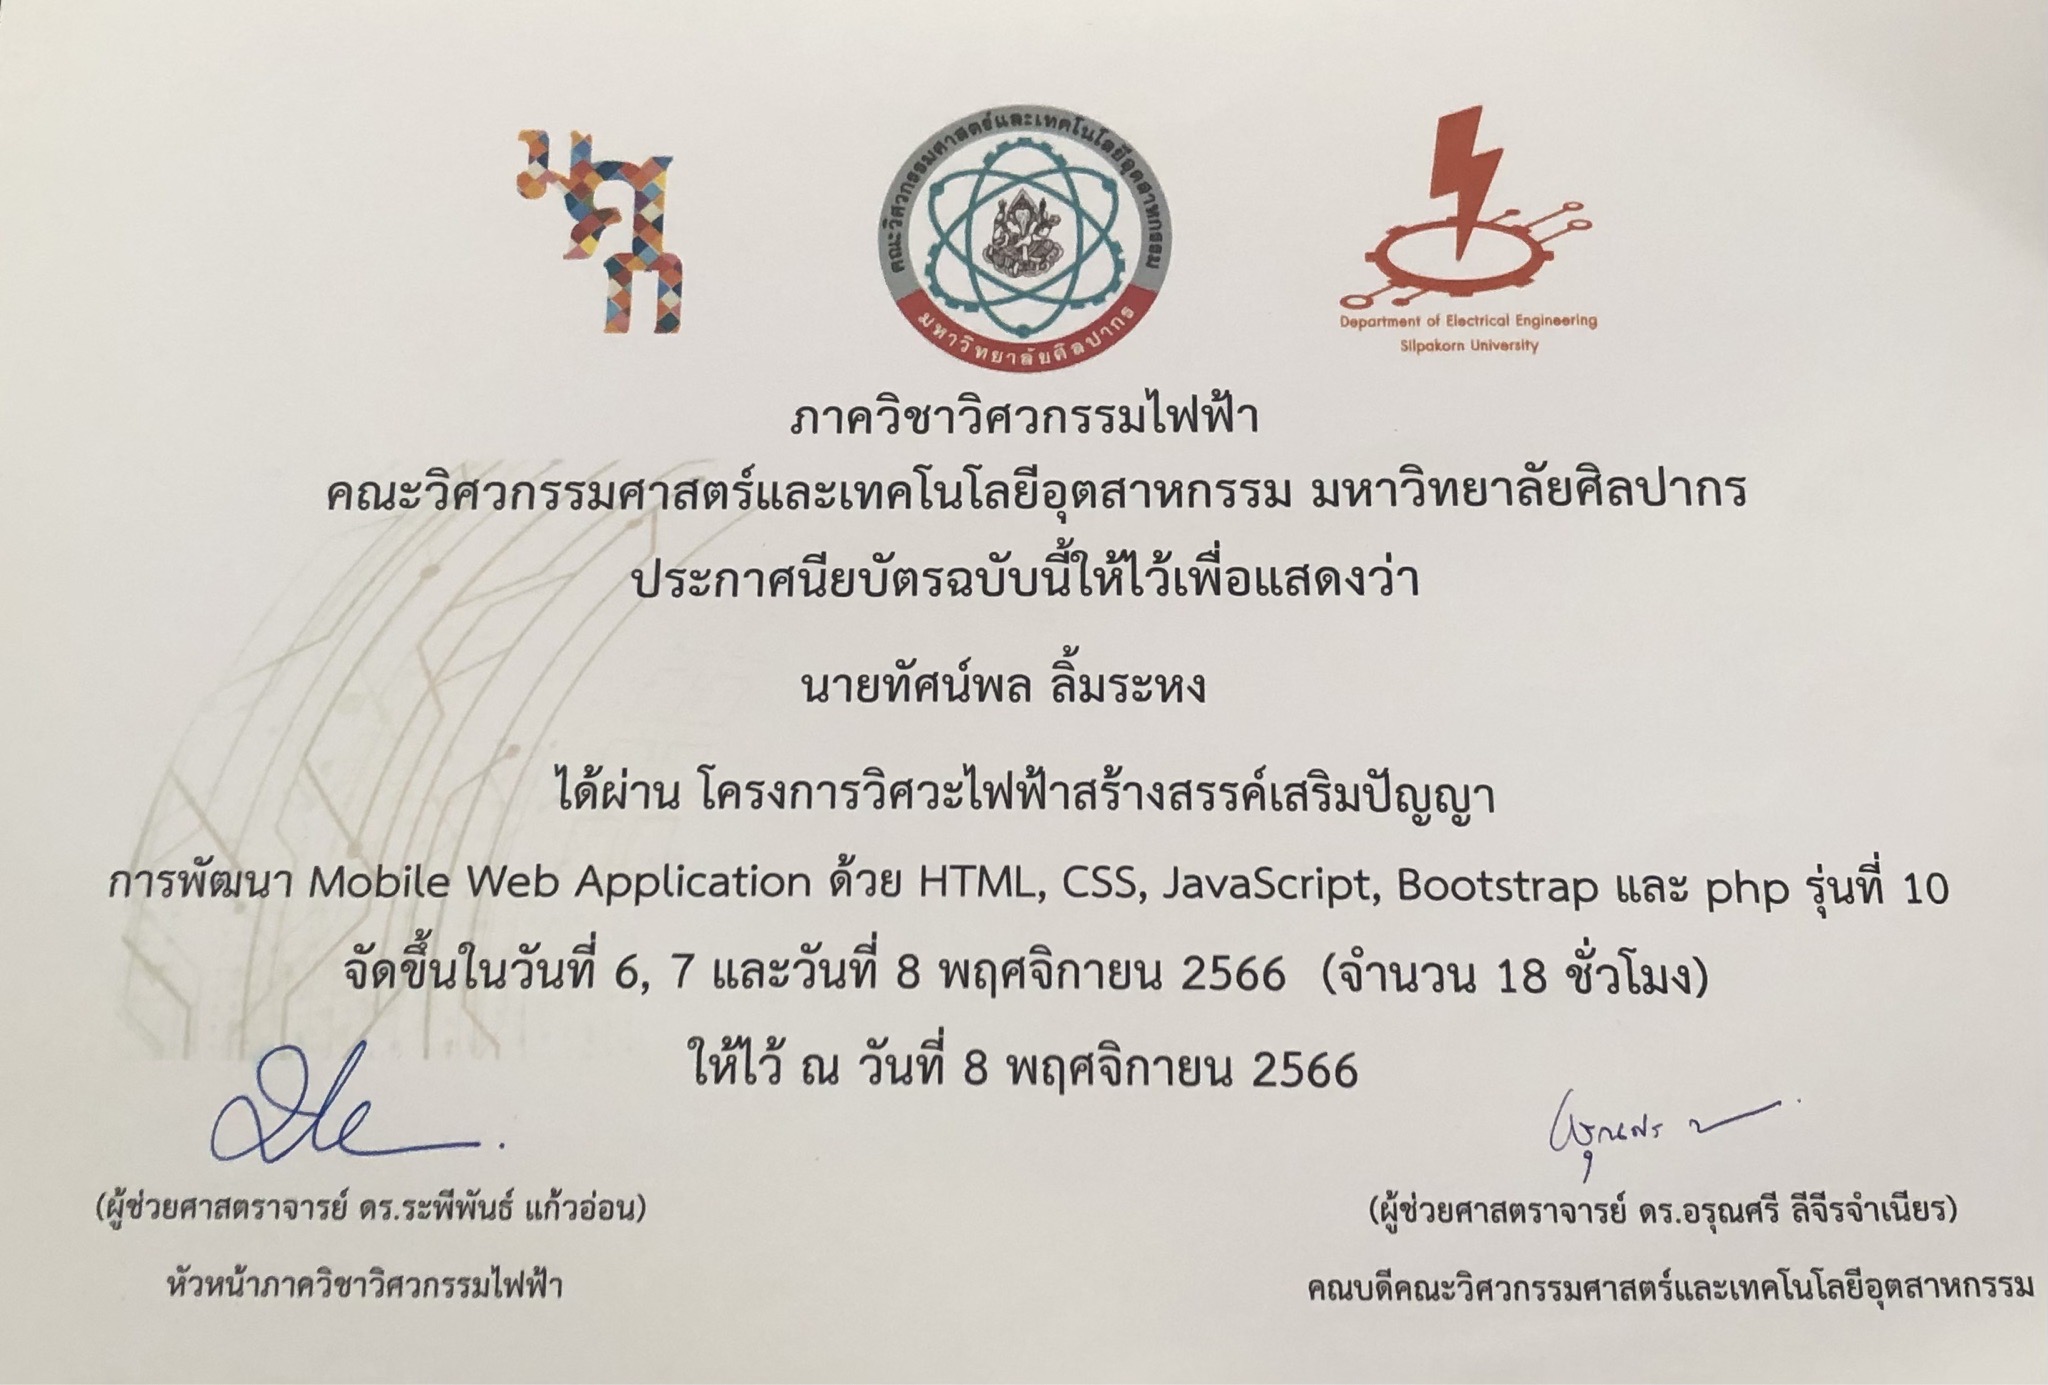 มศก
คณะวิศวกรรมศาสตร์และเทคโนโลยีอุตสาหกรรม
มหาวิทยาลัยศิลปากร
Department of Electrical Engineering
Silpakorn University
ภาควิชาวิศวกรรมไฟฟ้า
คณะวิศวกรรมศาสตร์และเทคโนโลยีอุตสาหกรรม มหาวิทยาลัยศิลปากร
ประกาศนียบัตรฉบับนี้ให้ไว้เพื่อแสดงว่า
นายทัศน์พล ลิ้มระหง
ได้ผ่าน โครงการวิศวะไฟฟ้าสร้างสรรค์เสริมปัญญา
การพัฒนา Mobile Web Application ด้วย HTML, CSS, JavaScript, Bootstrap และ php รุ่นที่ 10
จัดขึ้นในวันที่ 6, 7 และวันที่ 8 พฤศจิกายน 2566 (จำนวน 18 ชั่วโมง)
ให้ไว้ ณ วันที่ 8 พฤศจิกายน 2566
(ผู้ช่วยศาสตราจารย์ ดร.ระพีพันธ์ แก้วอ่อน)
หัวหน้าภาควิชาวิศวกรรมไฟฟ้า
(ผู้ช่วยศาสตราจารย์ ดร.อรุณศรี ลีจีรจำเนียร)
คณบดีคณะวิศวกรรมศาสตร์และเทคโนโลยีอุตสาหกรรม